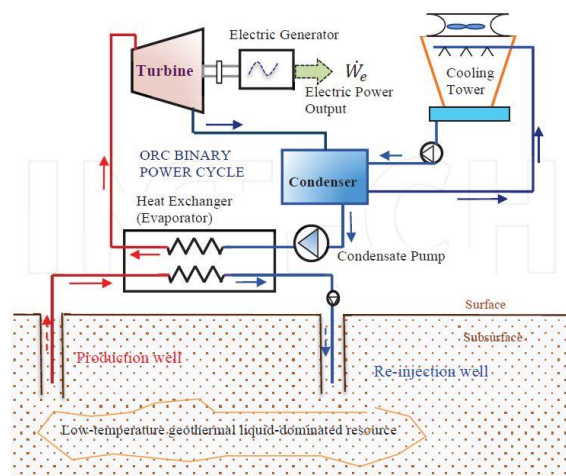 Electric Generator
Turbine
Ẇe
Electric Power
Output
Cooling
Tower
ORC BINARY
POWER CYCLE
Condenser
Heat Exchanger
(Evaporator)
Condensate Pump
Surface
Subsurface
Production well
Re-injection well
Low-temperature geothermal liquid-dominated resource